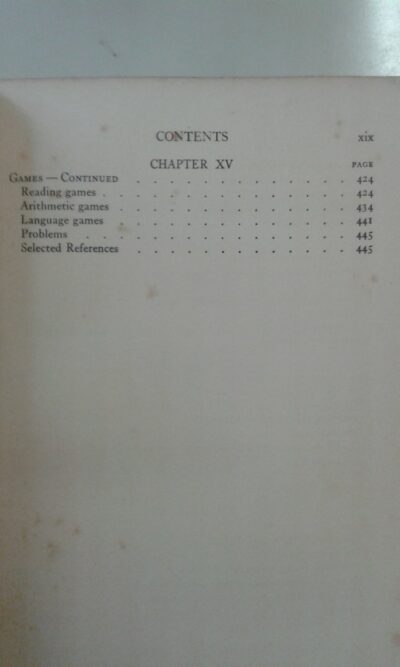 CONTENTS xix
CHAPTER XV PAGE
GAMES — CONTINUED . . . . . . . . . . . . 424
Reading games . . . . . . . . . . . . . 424
Arithmetic games . . . . . . . . . . . . 434
Language games . . . . . . . . . . . . 441
Problems . . . . . . . . . . . . . . 445
Selected References . . . . . . . . . . . . 445